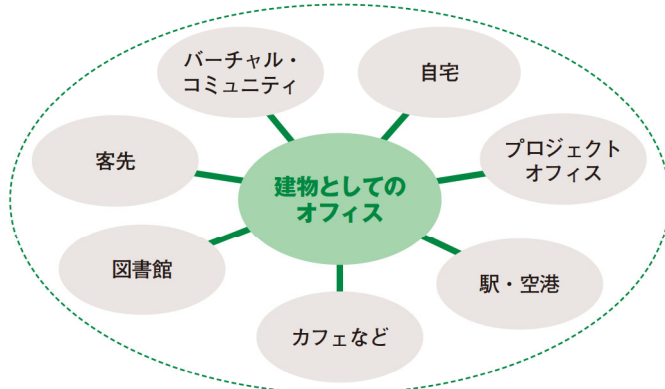 バーチャル・
コミュニティ
自宅
客先
プロジェクト
オフィス
建物としての
オフィス
図書館
駅・空港
カフェなど